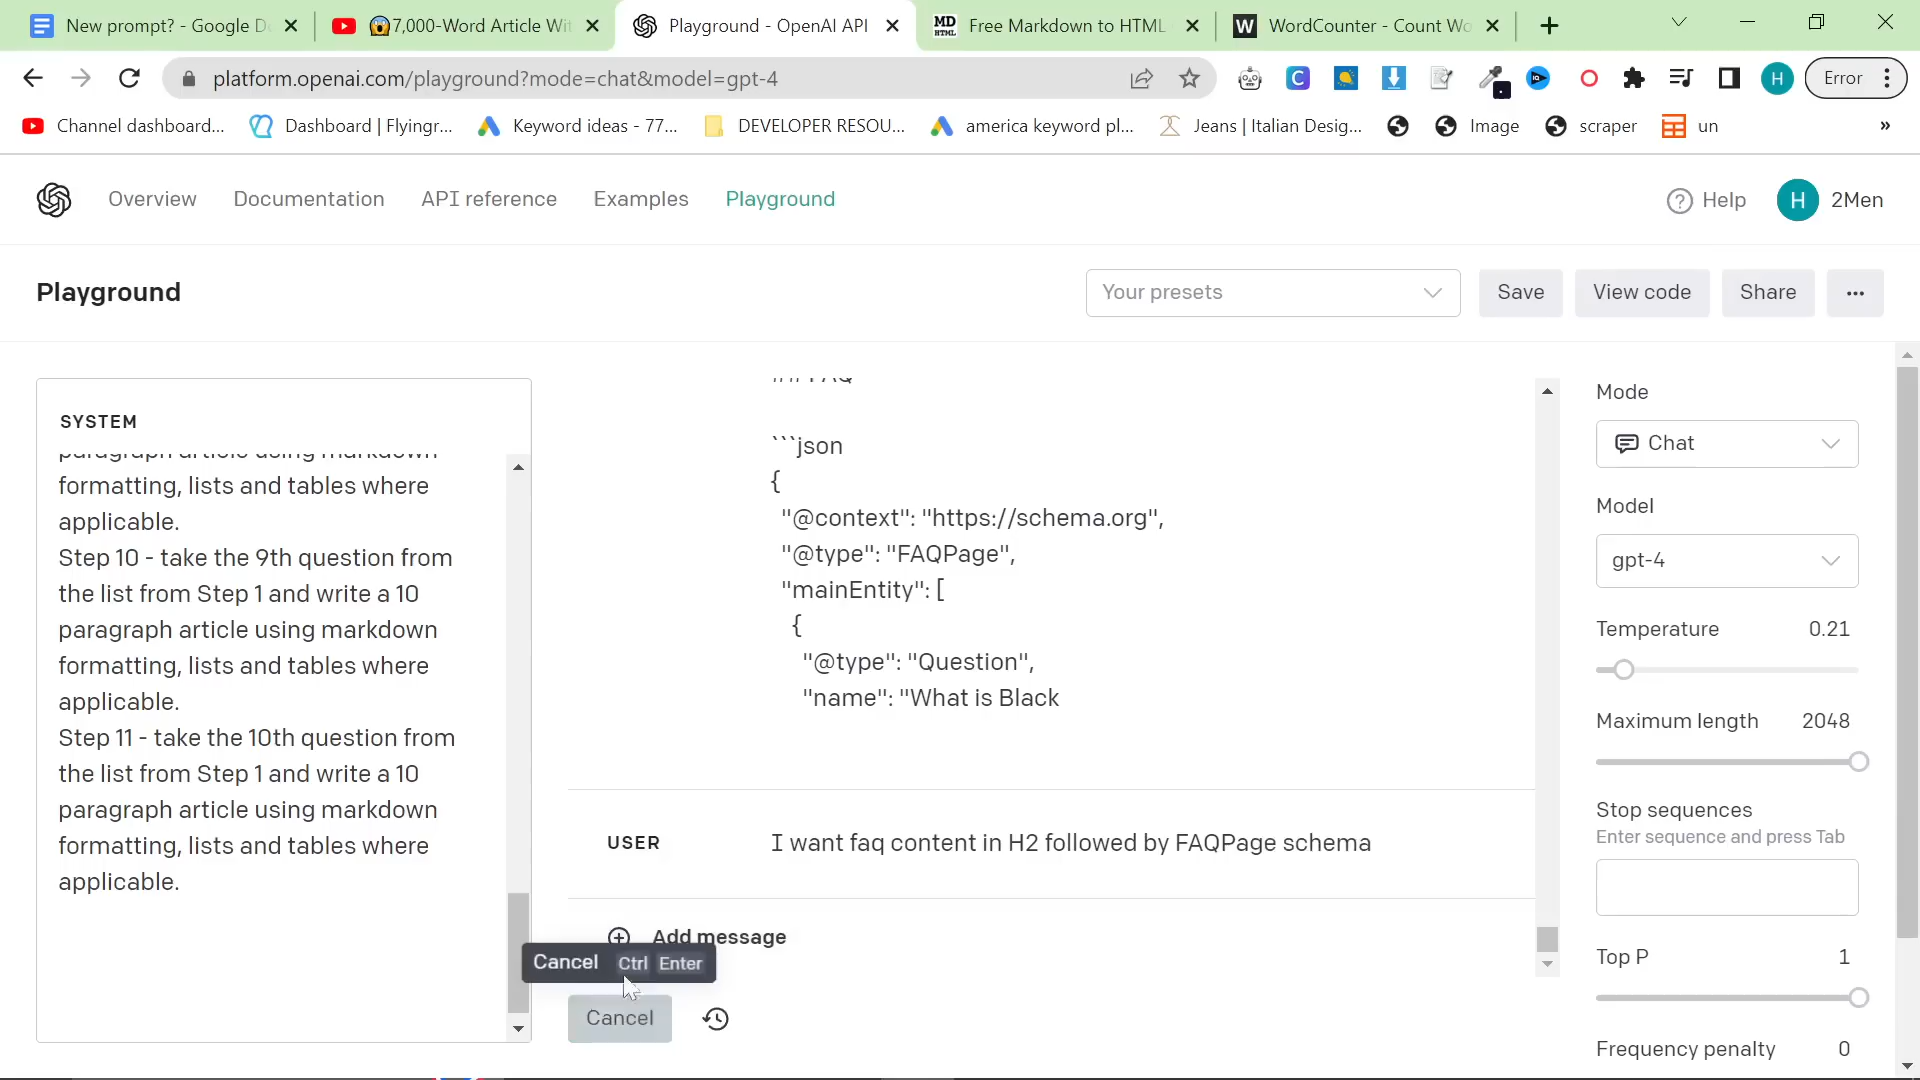 New prompt? - Google D
😱7,000-Word Article Wit
Playground - OpenAI API
MD HTML
Free Markdown to HTML
W
WordCounter - Count Wo
platform.openai.com/playground?mode=chat&model=gpt-4
H
Error
Channel dashboard...
Dashboard | Flyingr...
Keyword ideas - 77...
DEVELOPER RESOU...
america keyword pl...
Jeans | Italian Desig...
Image
scraper
un
»
Overview
Documentation
API reference
Examples
Playground
Help
H
2Men
Playground
Your presets
Save
View code
Share
...
SYSTEM
paragraph article using markdown
formatting, lists and tables where
applicable.
Step 10 - take the 9th question from
the list from Step 1 and write a 10
paragraph article using markdown
formatting, lists and tables where
applicable.
Step 11 - take the 10th question from
the list from Step 1 and write a 10
paragraph article using markdown
formatting, lists and tables where
applicable.
## FAQ
```json
{
"@context": "https://schema.org",
"@type": "FAQPage",
"mainEntity": [
{
"@type": "Question",
"name": "What is Black
USER
I want faq content in H2 followed by FAQPage schema
Add message
Cancel Ctrl Enter
Cancel
Mode
Chat
Model
gpt-4
Temperature 0.21
Maximum length 2048
Stop sequences
Enter sequence and press Tab
Top P 1
Frequency penalty 0